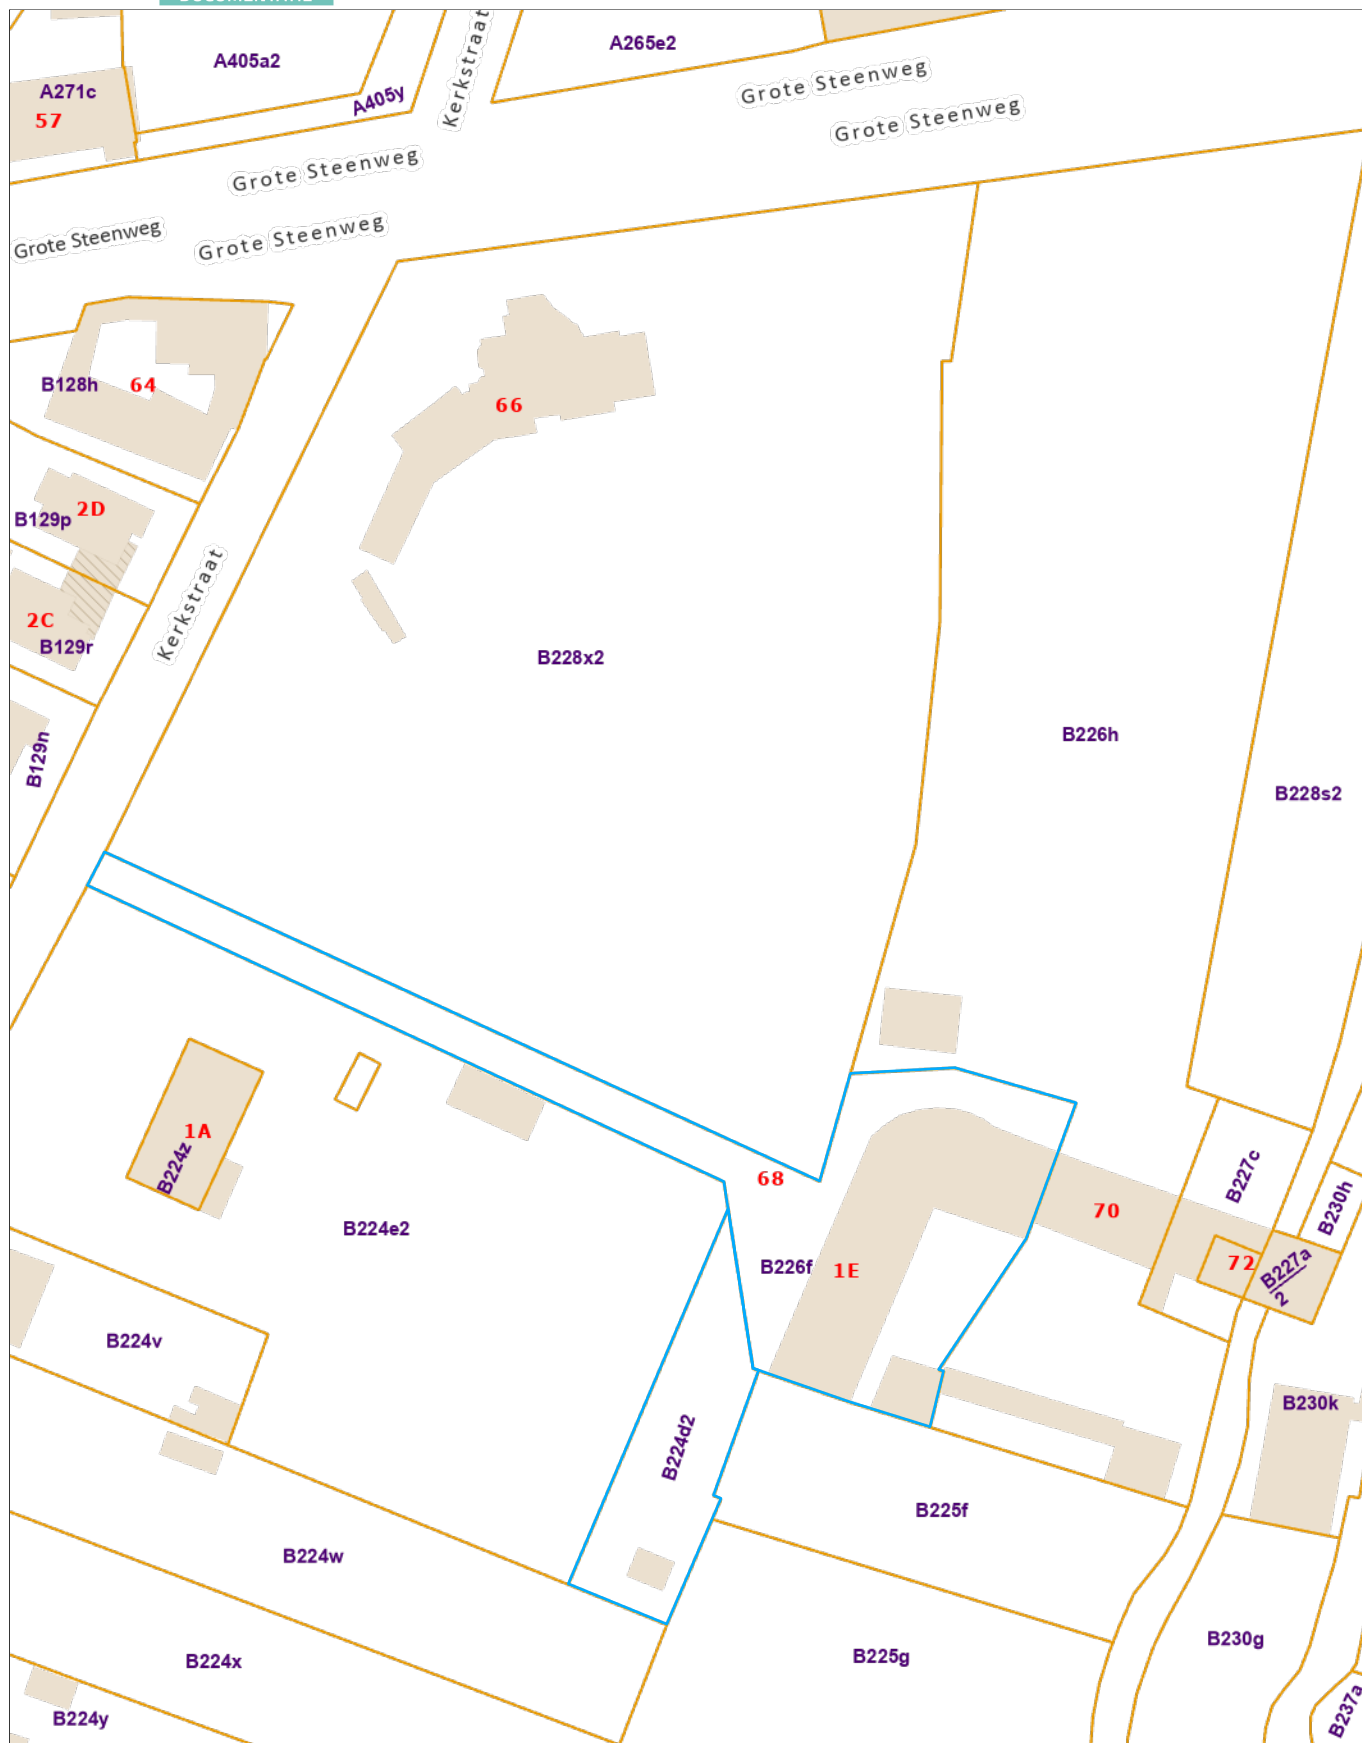 A405a2
A265e2
Kerkstraat
A271c
57
A405y
Grote Steenweg
Grote Steenweg
Grote Steenweg
Grote Steenweg
Grote Steenweg
B128h
64
66
2D
B129p
2C
B129r
Kerkstraat
B228x2
B129n
B226h
B228s2
1A
B224z
68
B227c
B230h
70
B224e2
B226f
1E
72
B227a
2
B224v
B230k
B224d2
B225f
B224w
B230g
B225g
B224x
B224y
B237a